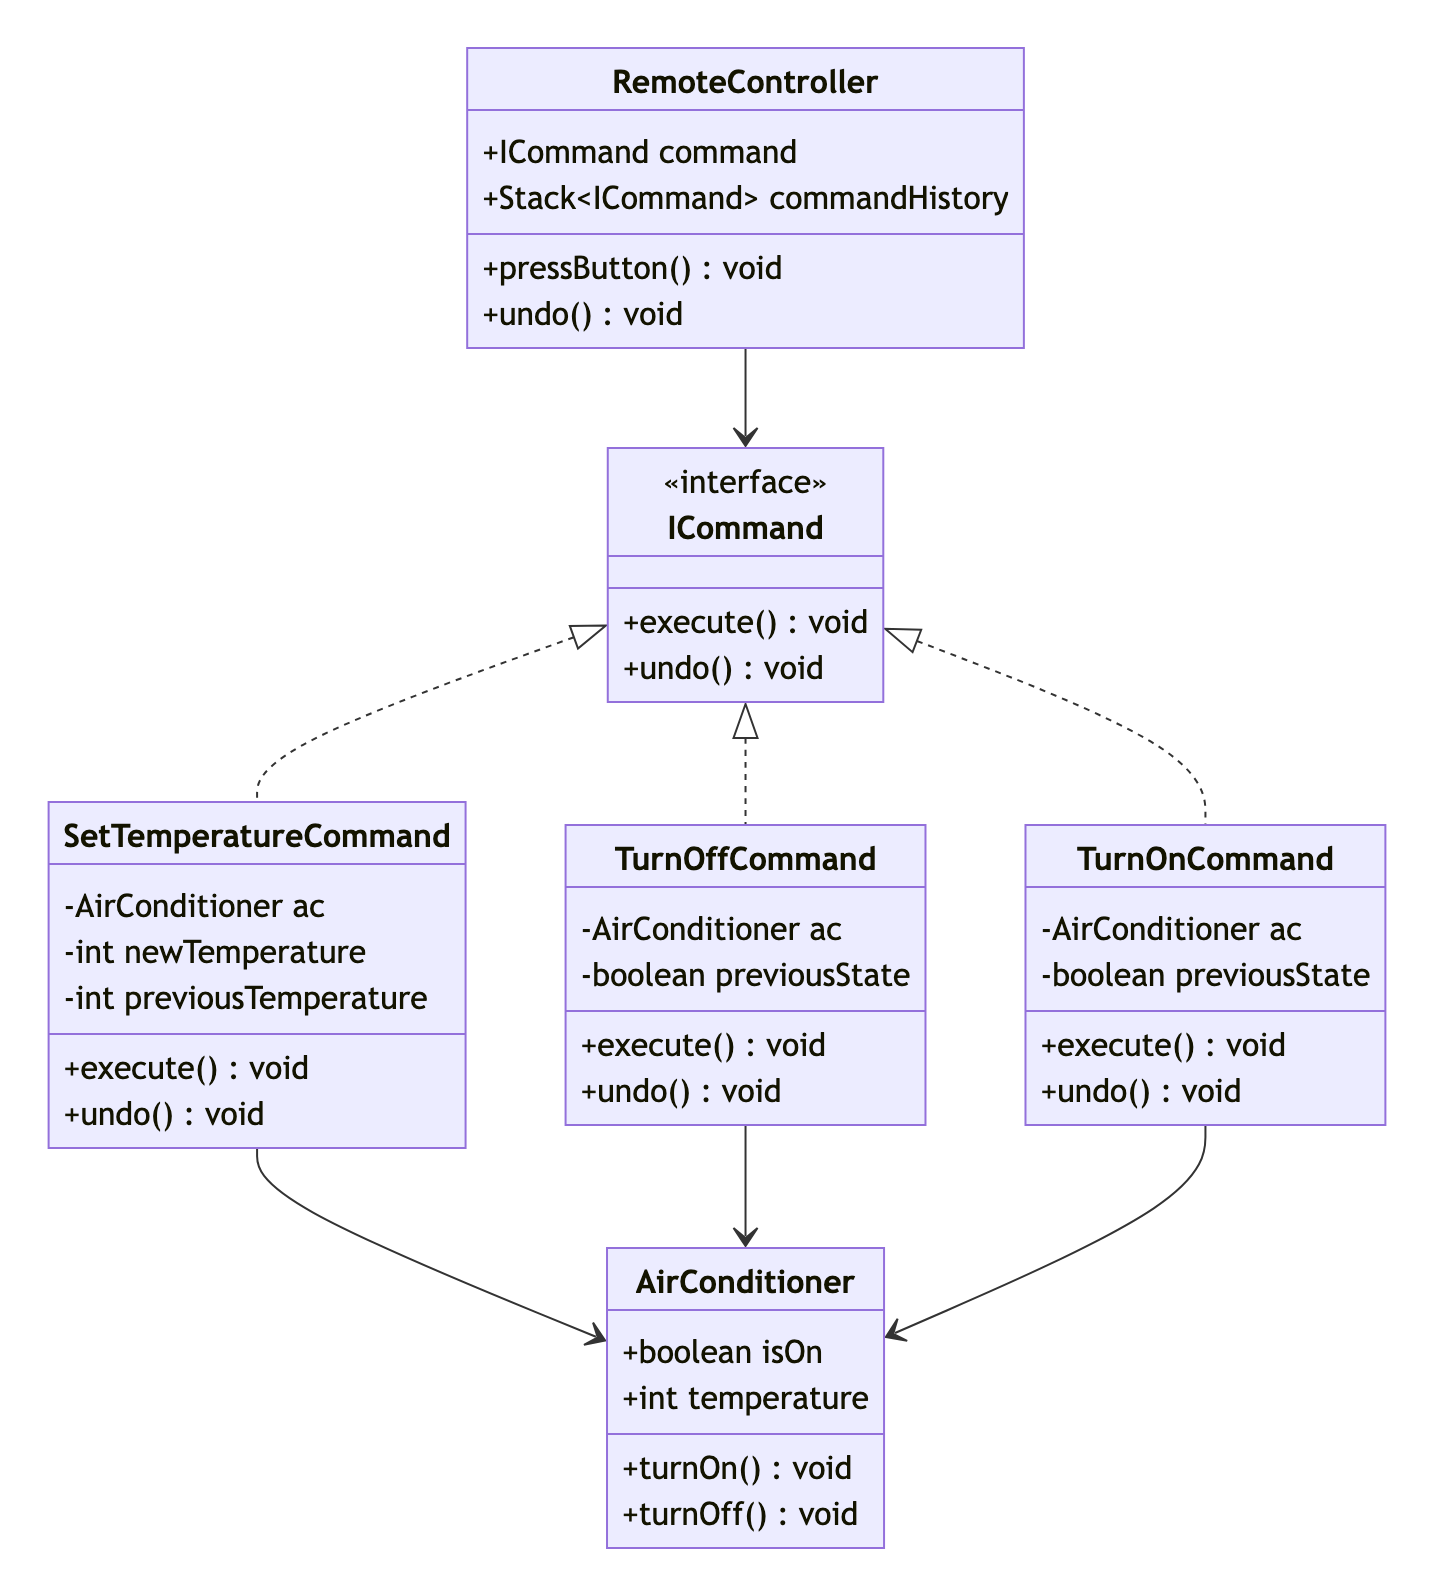 RemoteController
+ICommand command
+Stack<ICommand> commandHistory
+pressButton() : void
+undo() : void
«interface»
ICommand
+execute() : void
+undo() : void
SetTemperatureCommand
-AirConditioner ac
-int newTemperature
-int previousTemperature
+execute() : void
+undo() : void
TurnOffCommand
-AirConditioner ac
-boolean previousState
+execute() : void
+undo() : void
TurnOnCommand
-AirConditioner ac
-boolean previousState
+execute() : void
+undo() : void
AirConditioner
+boolean isOn
+int temperature
+turnOn() : void
+turnOff() : void